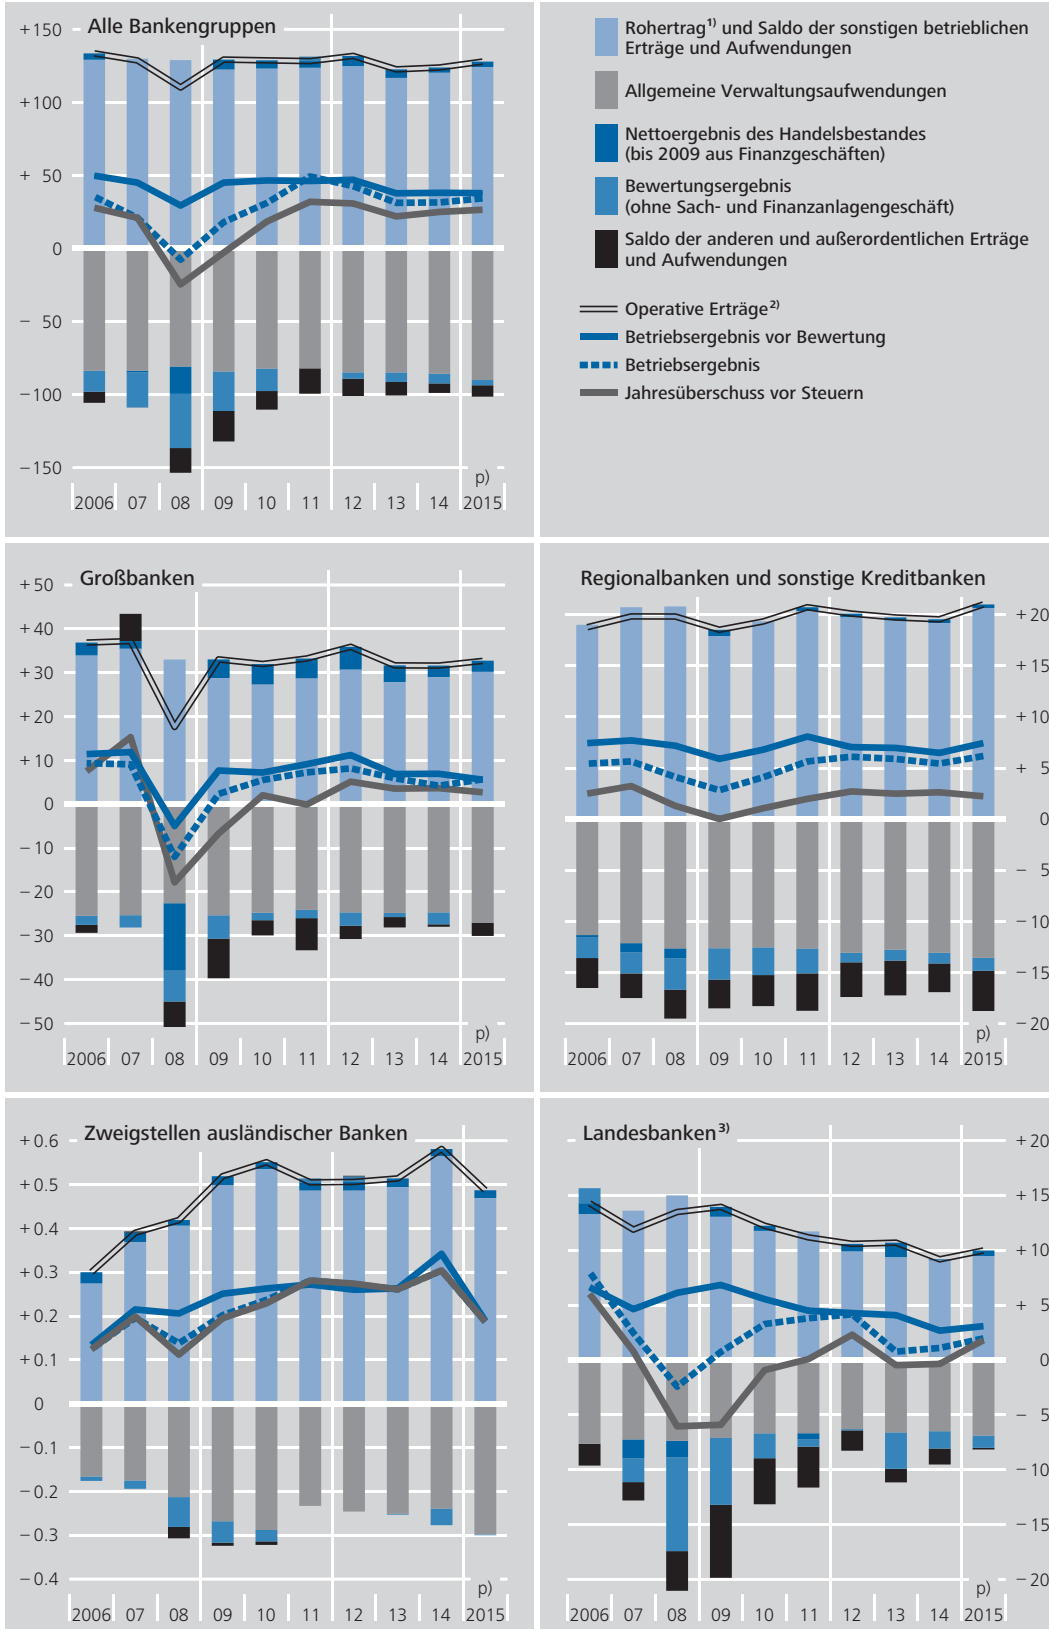 Alle Bankengruppen
+150
+100
+ 50
0
− 50
−100
−150
p)
2006 07 08 09 10 11 12 13 14 2015
Rohertrag1) und Saldo der sonstigen betrieblichen
Erträge und Aufwendungen
Allgemeine Verwaltungsaufwendungen
Nettoergebnis des Handelsbestandes
(bis 2009 aus Finanzgeschäften)
Bewertungsergebnis
(ohne Sach- und Finanzanlagengeschäft)
Saldo der anderen und außerordentlichen Erträge
und Aufwendungen
Operative Erträge2)
Betriebsergebnis vor Bewertung
Betriebsergebnis
Jahresüberschuss vor Steuern
Großbanken
+50
+40
+30
+20
+10
0
−10
−20
−30
−40
−50
p)
2006 07 08 09 10 11 12 13 14 2015
Regionalbanken und sonstige Kreditbanken
+20
+15
+10
+ 5
0
− 5
−10
−15
−20
p)
2006 07 08 09 10 11 12 13 14 2015
Zweigstellen ausländischer Banken
+0.6
+0.5
+0.4
+0.3
+0.2
+0.1
0
−0.1
−0.2
−0.3
−0.4
p)
2006 07 08 09 10 11 12 13 14 2015
Landesbanken3)
+20
+15
+10
+ 5
0
− 5
−10
−15
−20
p)
2006 07 08 09 10 11 12 13 14 2015